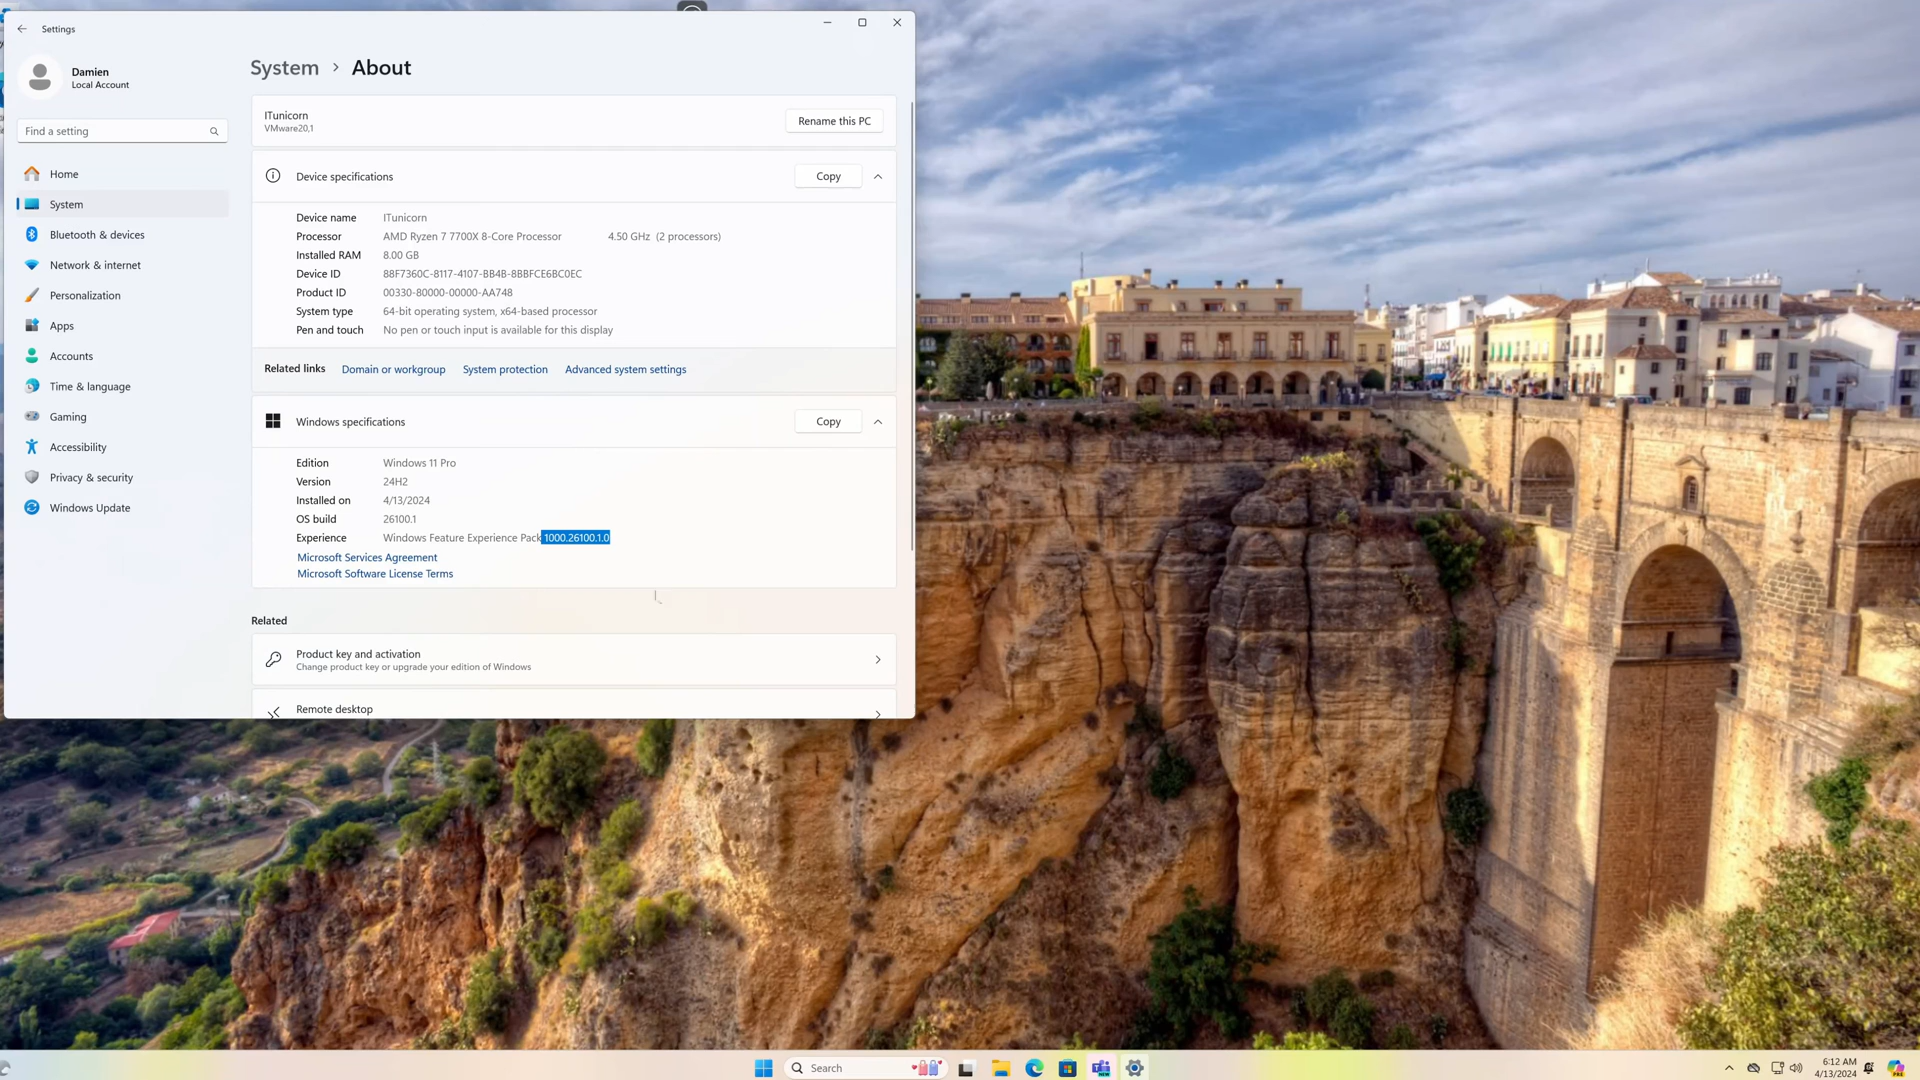 Settings
Damien
Local Account
Find a setting
Home
System
Bluetooth & devices
Network & internet
Personalization
Apps
Accounts
Time & language
Gaming
Accessibility
Privacy & security
Windows Update
System > About
ITunicorn
VMware20,1
Rename this PC
Device specifications
Copy
Device name ITunicorn
Processor AMD Ryzen 7 7700X 8-Core Processor 4.50 GHz (2 processors)
Installed RAM 8.00 GB
Device ID 88F7360C-8117-4107-BB4B-8BBFCE6BC0EC
Product ID 00330-80000-00000-AA748
System type 64-bit operating system, x64-based processor
Pen and touch No pen or touch input is available for this display
Related links Domain or workgroup System protection Advanced system settings
Windows specifications
Copy
Edition Windows 11 Pro
Version 24H2
Installed on 4/13/2024
OS build 26100.1
Experience Windows Feature Experience Pack 1000.26100.1.0
Microsoft Services Agreement
Microsoft Software License Terms
Related
Product key and activation
Change product key or upgrade your edition of Windows
Remote desktop
Search
6:12 AM
4/13/2024